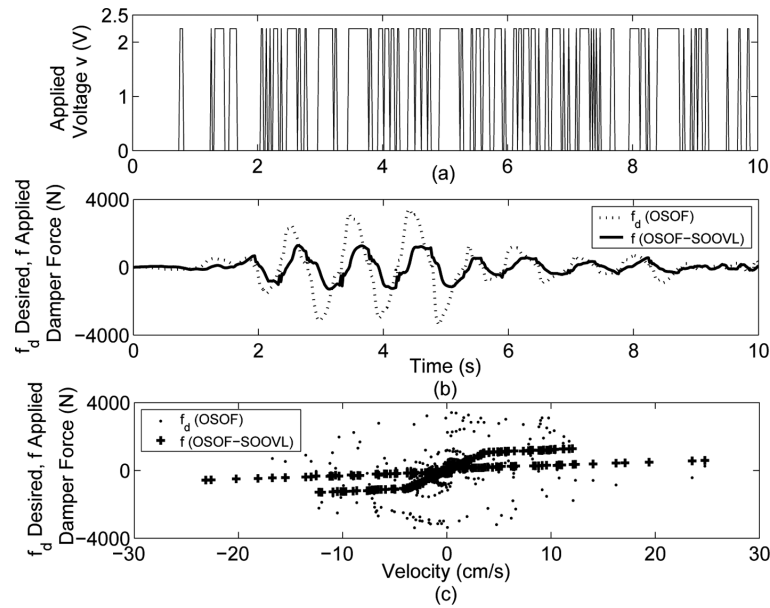 Applied
Voltage v (V)
2.5
2
1
0
0 2 4 6 8 10
(a)
f_d Desired, f Applied
Damper Force (N)
4000
0
−4000
f_d (OSOF)
f (OSOF−SOOVL)
0 2 4 6 8 10
Time (s)
(b)
f_d Desired, f Applied
Damper Force (N)
4000
0
−4000
f_d (OSOF)
f (OSOF−SOOVL)
−30 −20 −10 0 10 20 30
Velocity (cm/s)
(c)